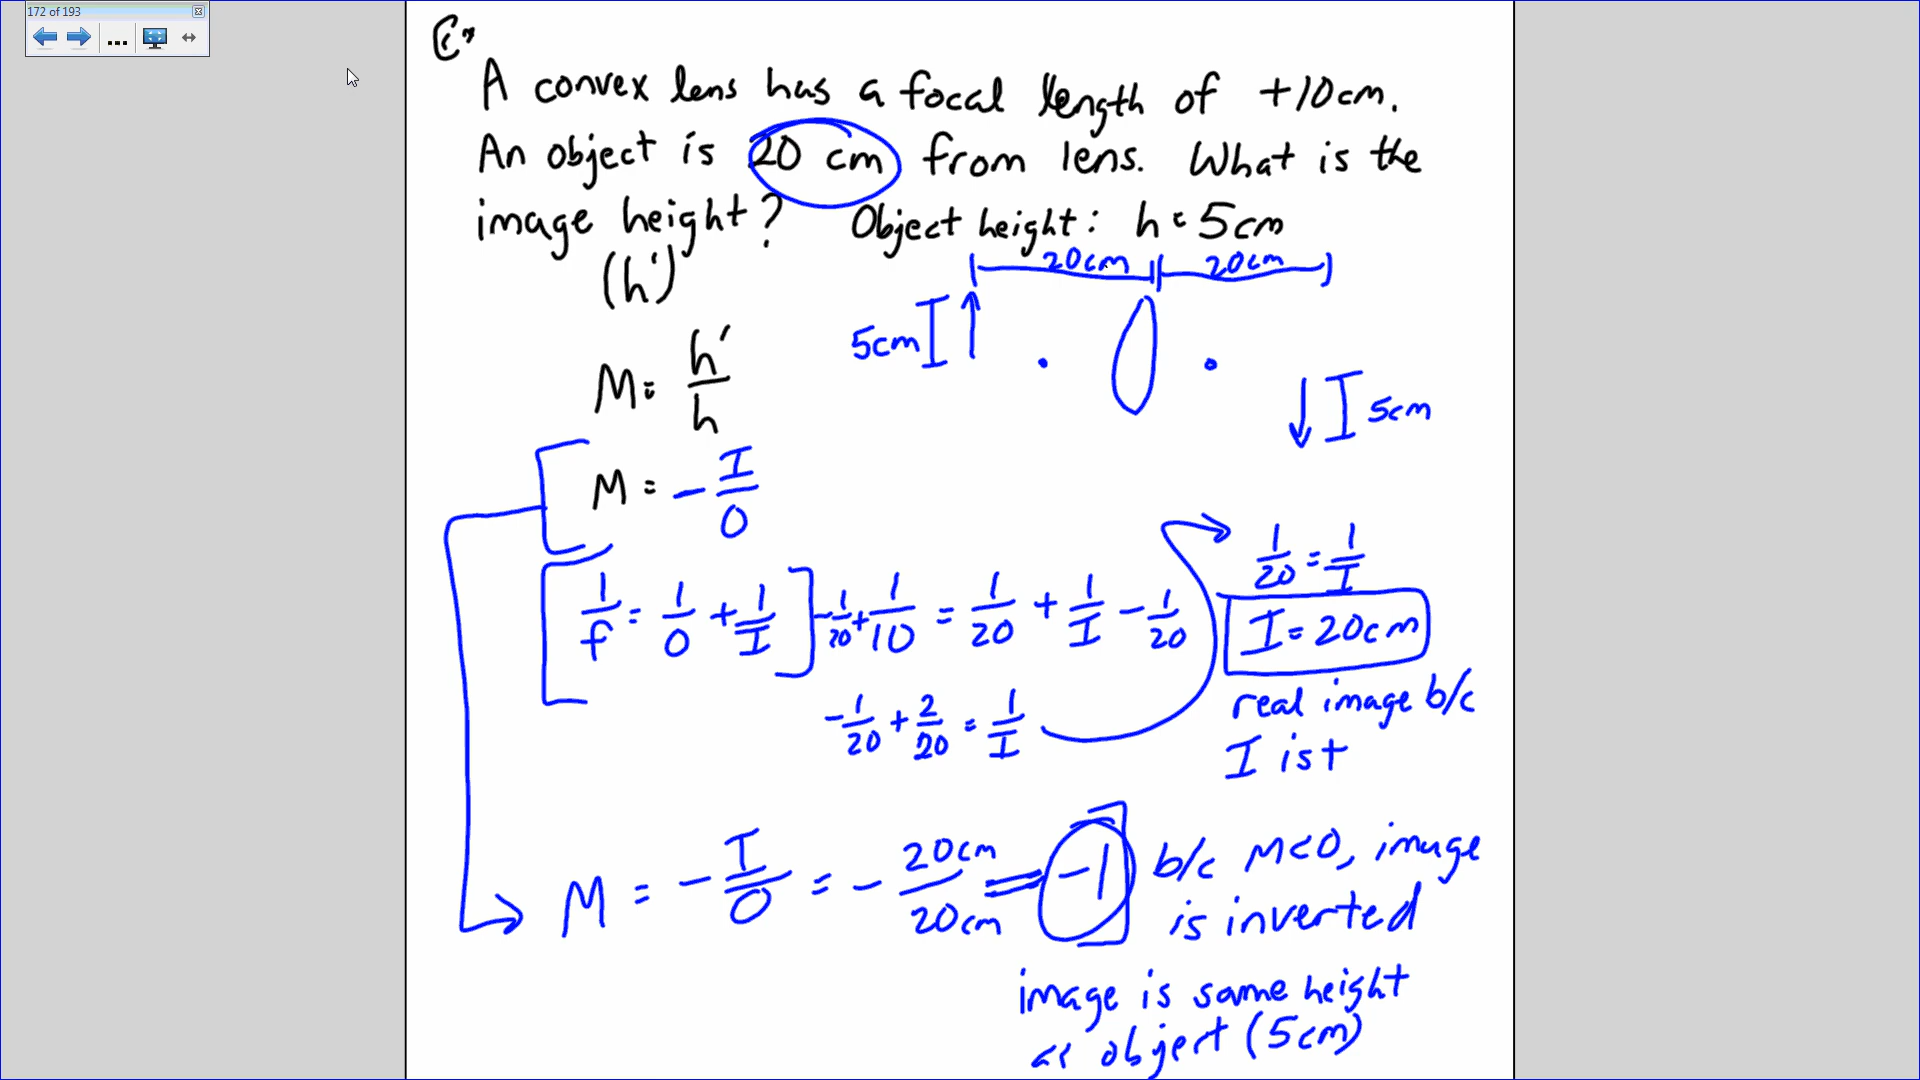 172 of 193
Ex
A convex lens has a focal length of +10cm.
An object is 20 cm from lens. What is the
image height? Object height: h = 5cm
(h')
20cm 20cm
5cm
5cm
M = h'/h
M = - I/O
1/f = 1/O + 1/I
-1/20 + 1/10 = 1/20 + 1/I - 1/20
-1/20 + 2/20 = 1/I
1/20 = 1/I
I = 20cm
real image b/c
I is +
M = - I/O = - 20cm/20cm = -1
b/c M<0, image
is inverted
image is same height
as object (5cm)